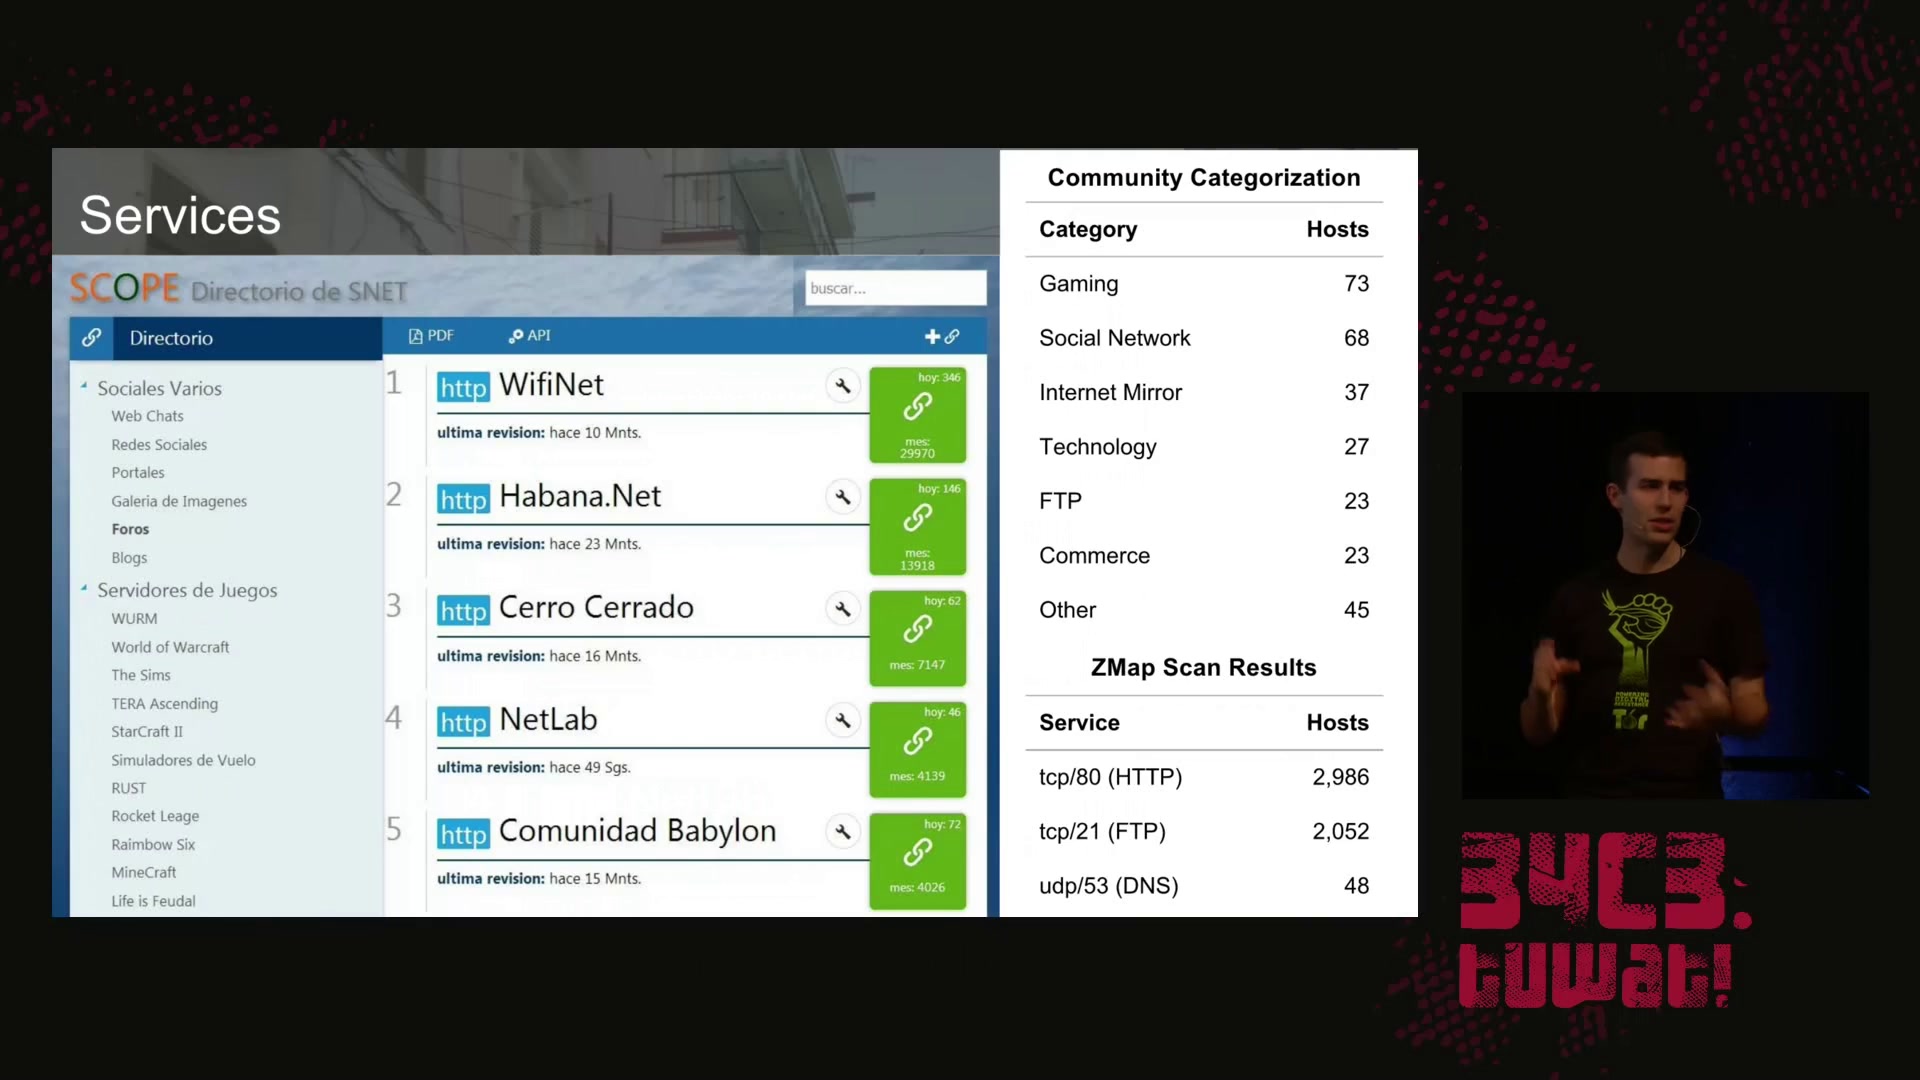 Services
SCOPE Directorio de SNET
buscar...
Directorio
PDF
API
Sociales Varios
Web Chats
Redes Sociales
Portales
Galeria de Imagenes
Foros
Blogs
Servidores de Juegos
WURM
World of Warcraft
The Sims
TERA Ascending
StarCraft II
Simuladores de Vuelo
RUST
Rocket Leage
Raimbow Six
MineCraft
Life is Feudal
1
http WifiNet
ultima revision: hace 10 Mnts.
hoy: 346
mes:
29970
2
http Habana.Net
ultima revision: hace 23 Mnts.
hoy: 146
mes:
13918
3
http Cerro Cerrado
ultima revision: hace 16 Mnts.
hoy: 62
mes: 7147
4
http NetLab
ultima revision: hace 49 Sgs.
hoy: 46
mes: 4139
5
http Comunidad Babylon
ultima revision: hace 15 Mnts.
hoy: 72
mes: 4026
Community Categorization
Category Hosts
Gaming 73
Social Network 68
Internet Mirror 37
Technology 27
FTP 23
Commerce 23
Other 45
ZMap Scan Results
Service Hosts
tcp/80 (HTTP) 2,986
tcp/21 (FTP) 2,052
udp/53 (DNS) 48
POWERING
DIGITAL
RESISTANCE
Tor
34C3.
tuwat!